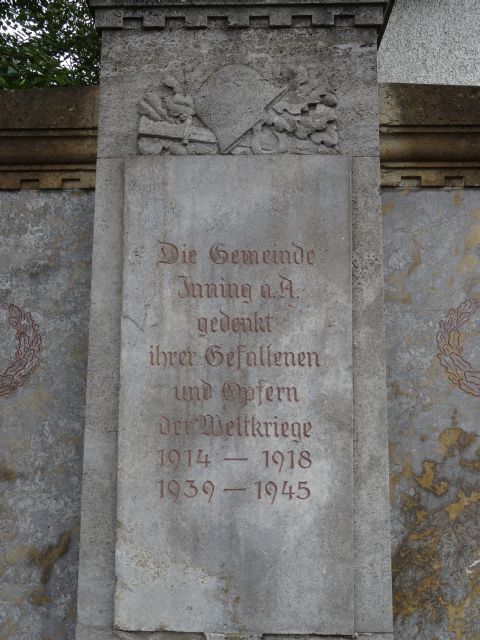 Die Gemeinde
Inning a. A.
gedenkt
ihrer Gefallenen
und Opfern
der Weltkriege
1914 – 1918
1939 – 1945